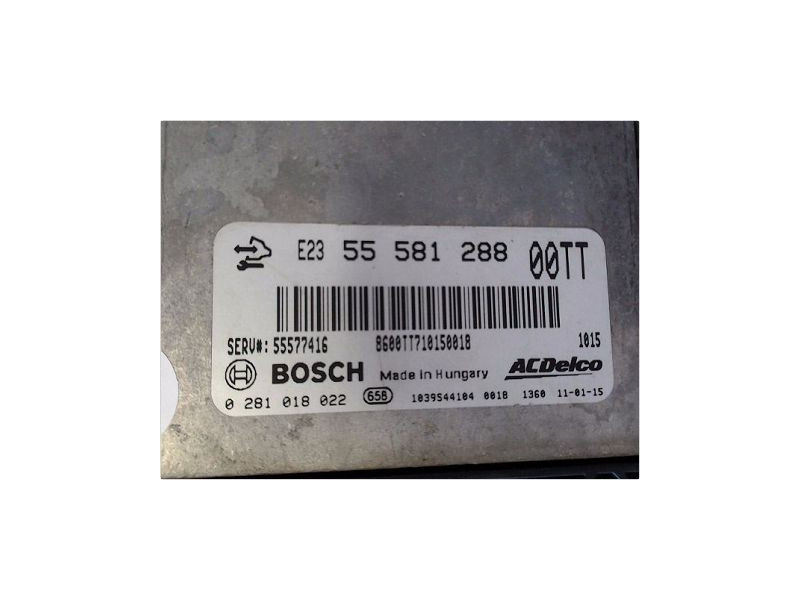 E23 55 581 288 00TT
SERV#: 55577416 8600TT710150018 1015
BOSCH Made in Hungary ACDelco
0 281 018 022 658 1039S44104 0018 1360 11-01-15